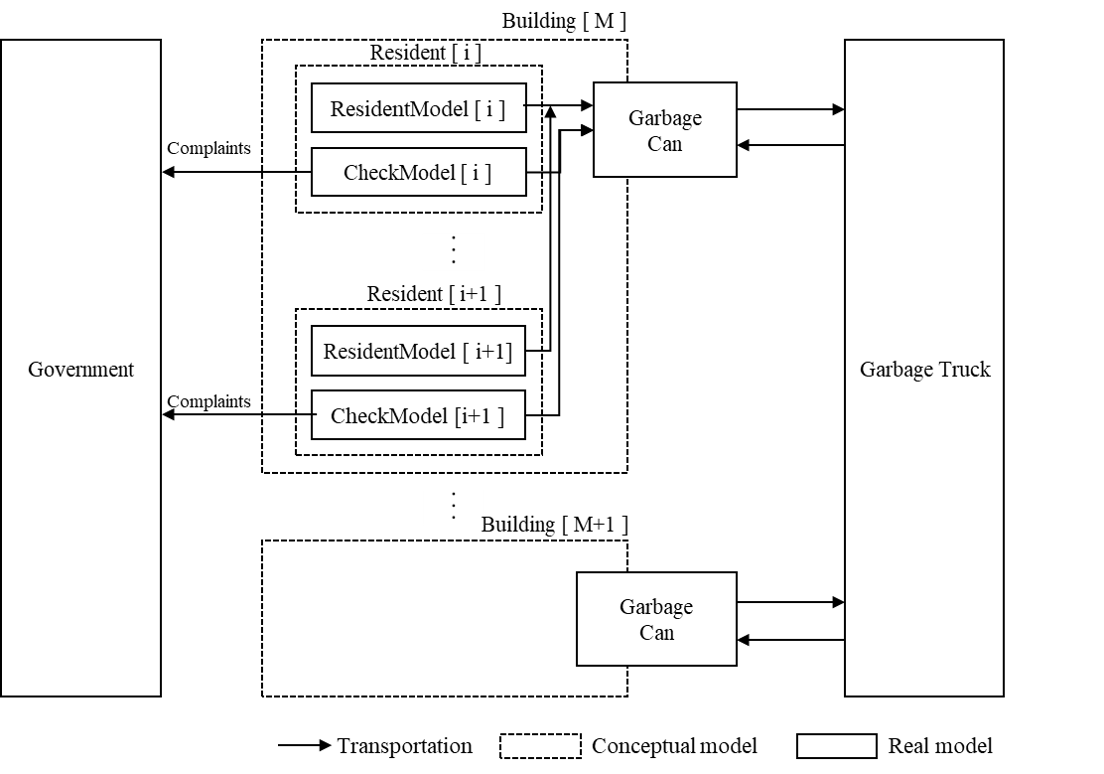 Building [ M ]
Resident [ i ]
ResidentModel [ i ]
Garbage
Can
Complaints
CheckModel [ i ]
Resident [ i+1 ]
ResidentModel [ i+1]
Government
Garbage Truck
Complaints
CheckModel [i+1 ]
Building [ M+1 ]
Garbage
Can
Transportation
Conceptual model
Real model